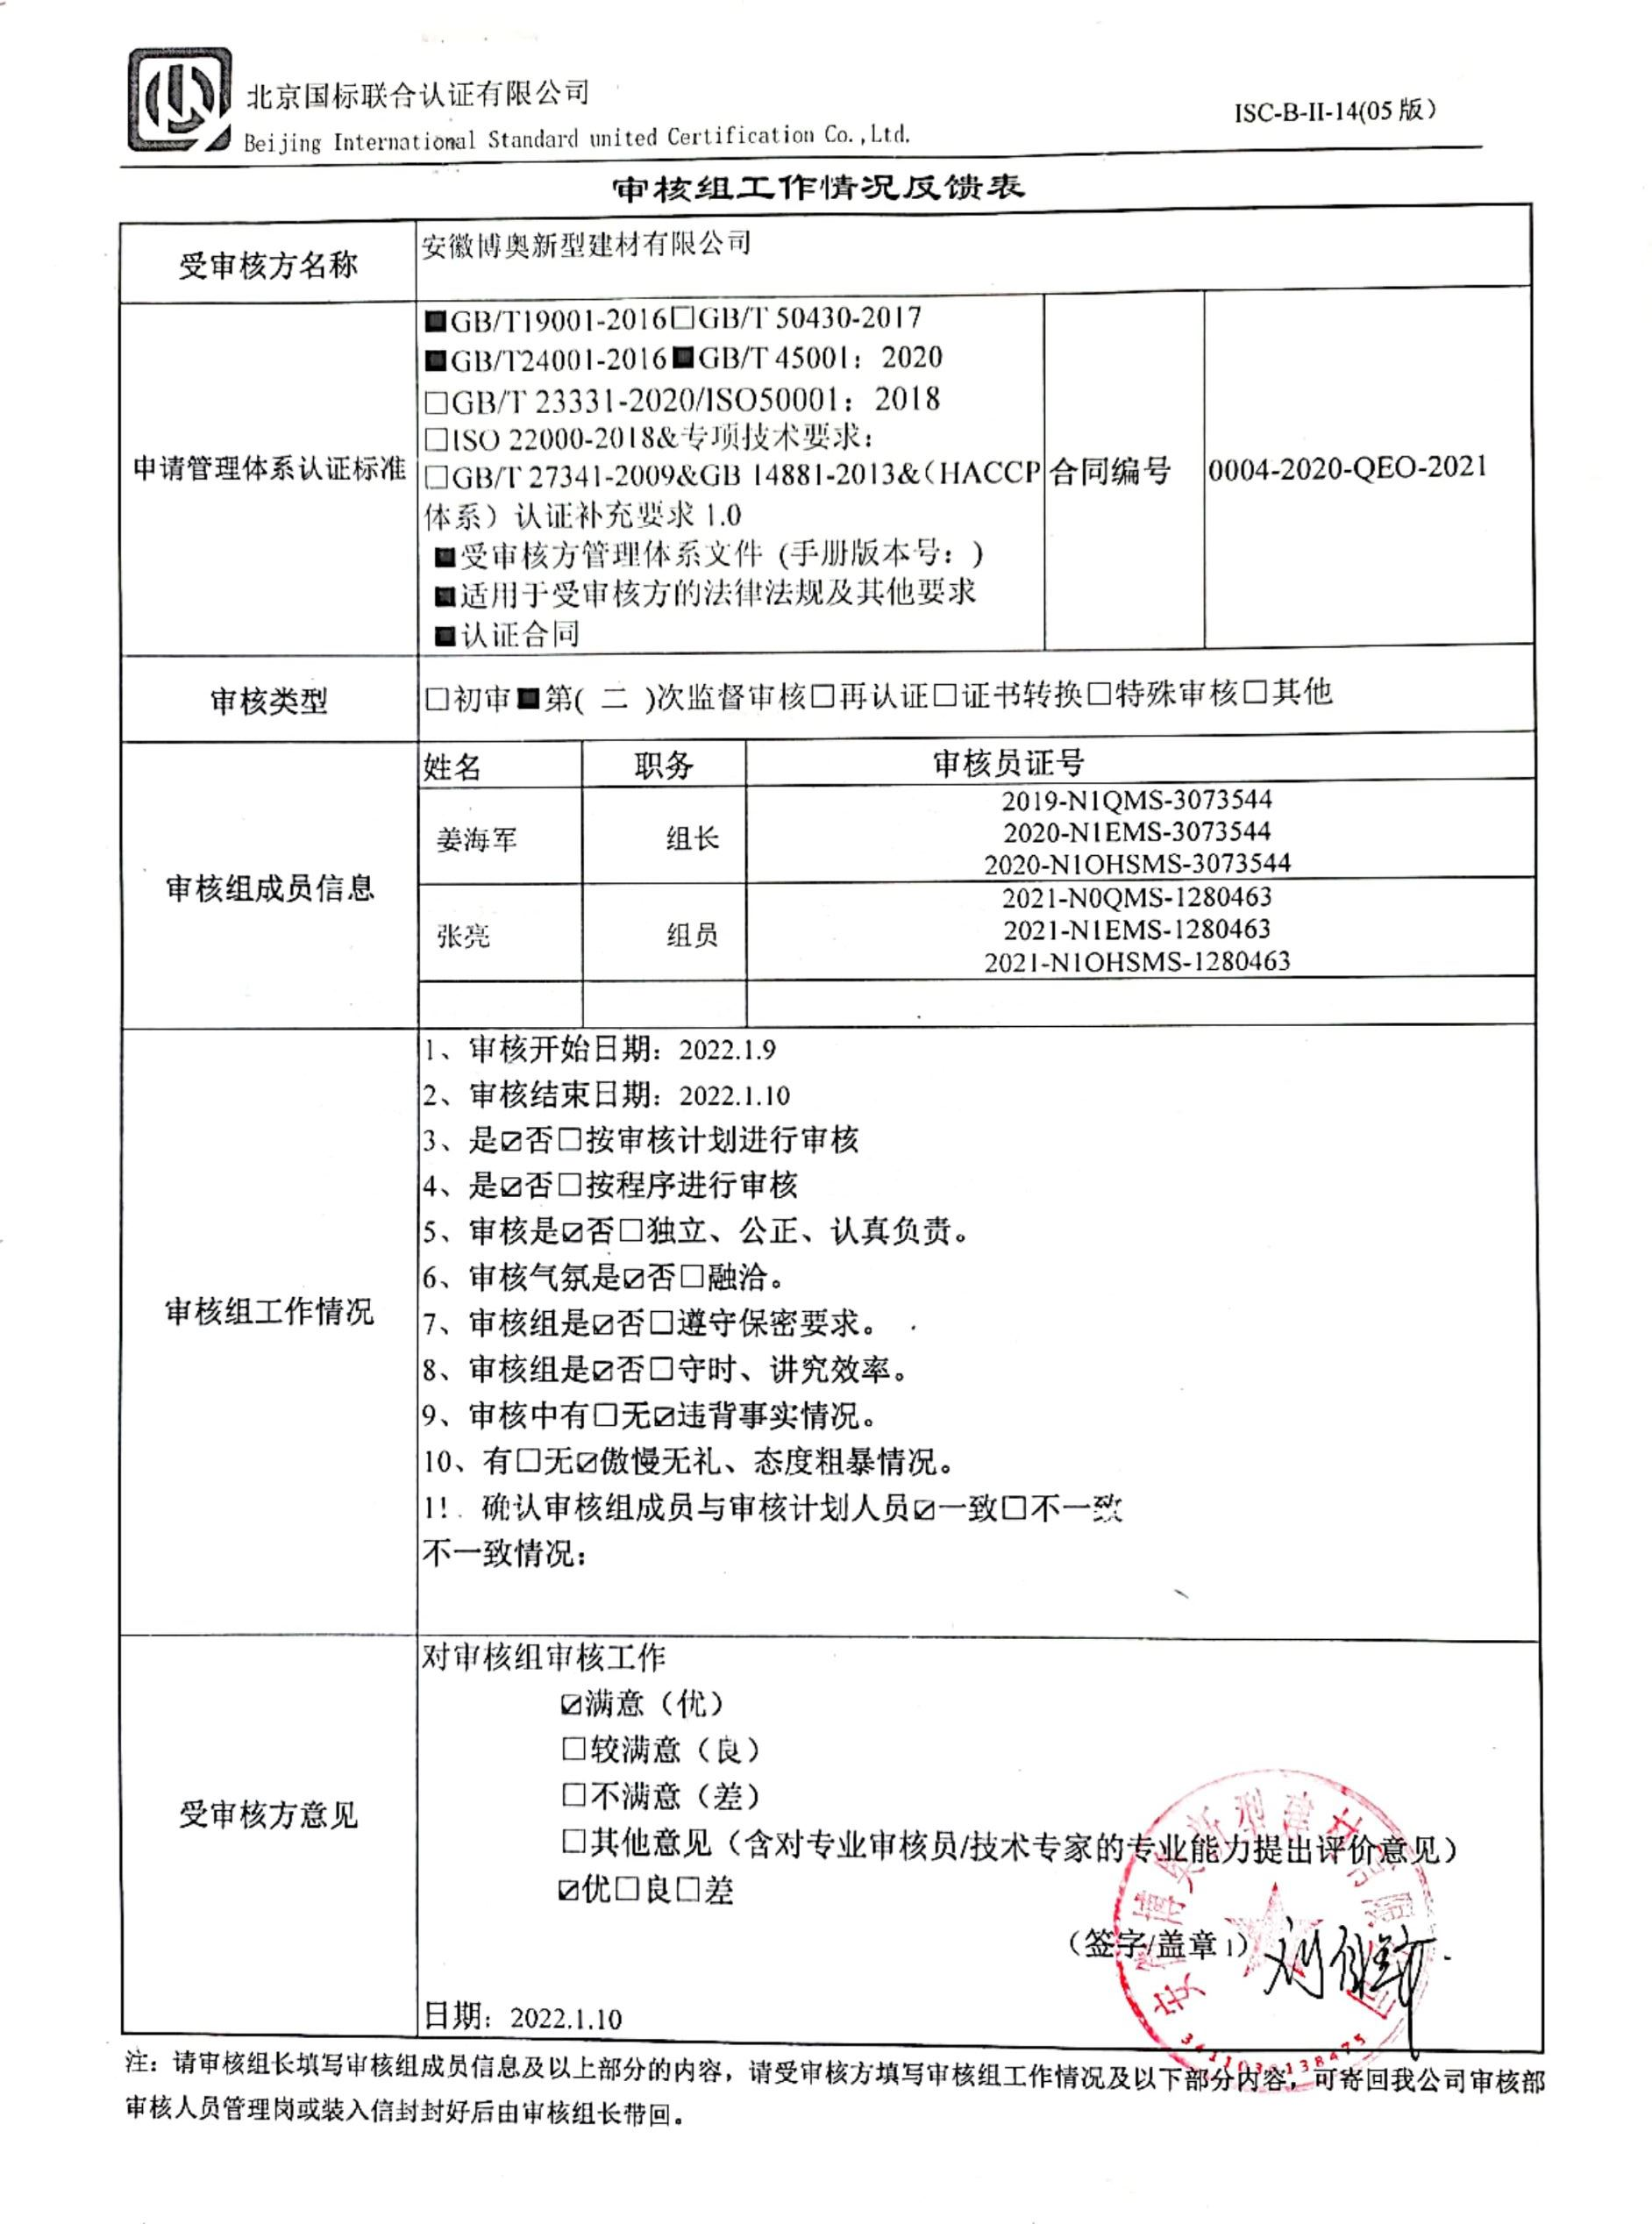 北京国标联合认证有限公司
Beijing International Standard united Certification Co.,Ltd.
ISC-B-II-14(05 版)
审核组工作情况反馈表
受审核方名称
安徽博奥新型建材有限公司
申请管理体系认证标准
■GB/T19001-2016□GB/T 50430-2017
■GB/T24001-2016■GB/T 45001：2020
□GB/T 23331-2020/ISO50001：2018
□ISO 22000-2018&专项技术要求：
□GB/T 27341-2009&GB 14881-2013&（HACCP
体系）认证补充要求 1.0
■受审核方管理体系文件 (手册版本号：)
■适用于受审核方的法律法规及其他要求
■认证合同
合同编号
0004-2020-QEO-2021
审核类型
□初审■第( 二 )次监督审核□再认证□证书转换□特殊审核□其他
审核组成员信息
姓名 职务 审核员证号
姜海军 组长
2019-N1QMS-3073544
2020-N1EMS-3073544
2020-N1OHSMS-3073544
张亮 组员
2021-N0QMS-1280463
2021-N1EMS-1280463
2021-N1OHSMS-1280463
审核组工作情况
1、审核开始日期：2022.1.9
2、审核结束日期：2022.1.10
3、是☑否□按审核计划进行审核
4、是☑否□按程序进行审核
5、审核是☑否□独立、公正、认真负责。
6、审核气氛是☑否□融洽。
7、审核组是☑否□遵守保密要求。
8、审核组是☑否□守时、讲究效率。
9、审核中有□无☑违背事实情况。
10、有□无☑傲慢无礼、态度粗暴情况。
11. 确认审核组成员与审核计划人员☑一致□不一致
不一致情况：
受审核方意见
对审核组审核工作
☑满意（优）
□较满意（良）
□不满意（差）
□其他意见（含对专业审核员/技术专家的专业能力提出评价意见）
☑优□良□差
（签字/盖章）
安徽博奥新型建材有限公司
日期：2022.1.10
注：请审核组长填写审核组成员信息及以上部分的内容，请受审核方填写审核组工作情况及以下部分内容，可寄回我公司审核部
审核人员管理岗或装入信封封好后由审核组长带回。